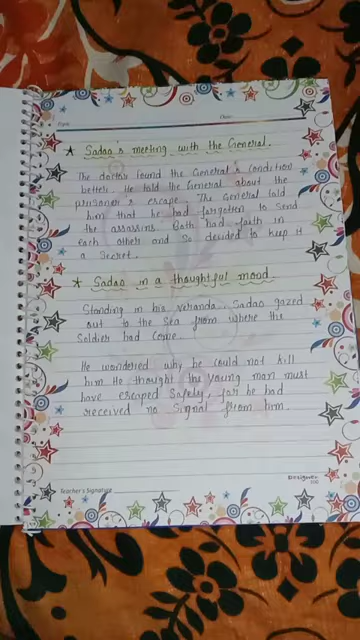 Topic
Date:
★ Sadao's meeting with the General.
The doctor found the General's condition
better. He told the General about the
prisoner's escape. The General told
him that he had forgotten to send
the assassins. Both had faith in
each other and so decided to keep it
a secret.
★ Sadao in a thoughtful mood
Standing in his veranda, Sadao gazed
out to the sea from where the
Soldier had come.
He wondered why he could not kill
him. He thought the young man must
have escaped safely, for he had
received no signal from him.
Teacher's Signature
Designer